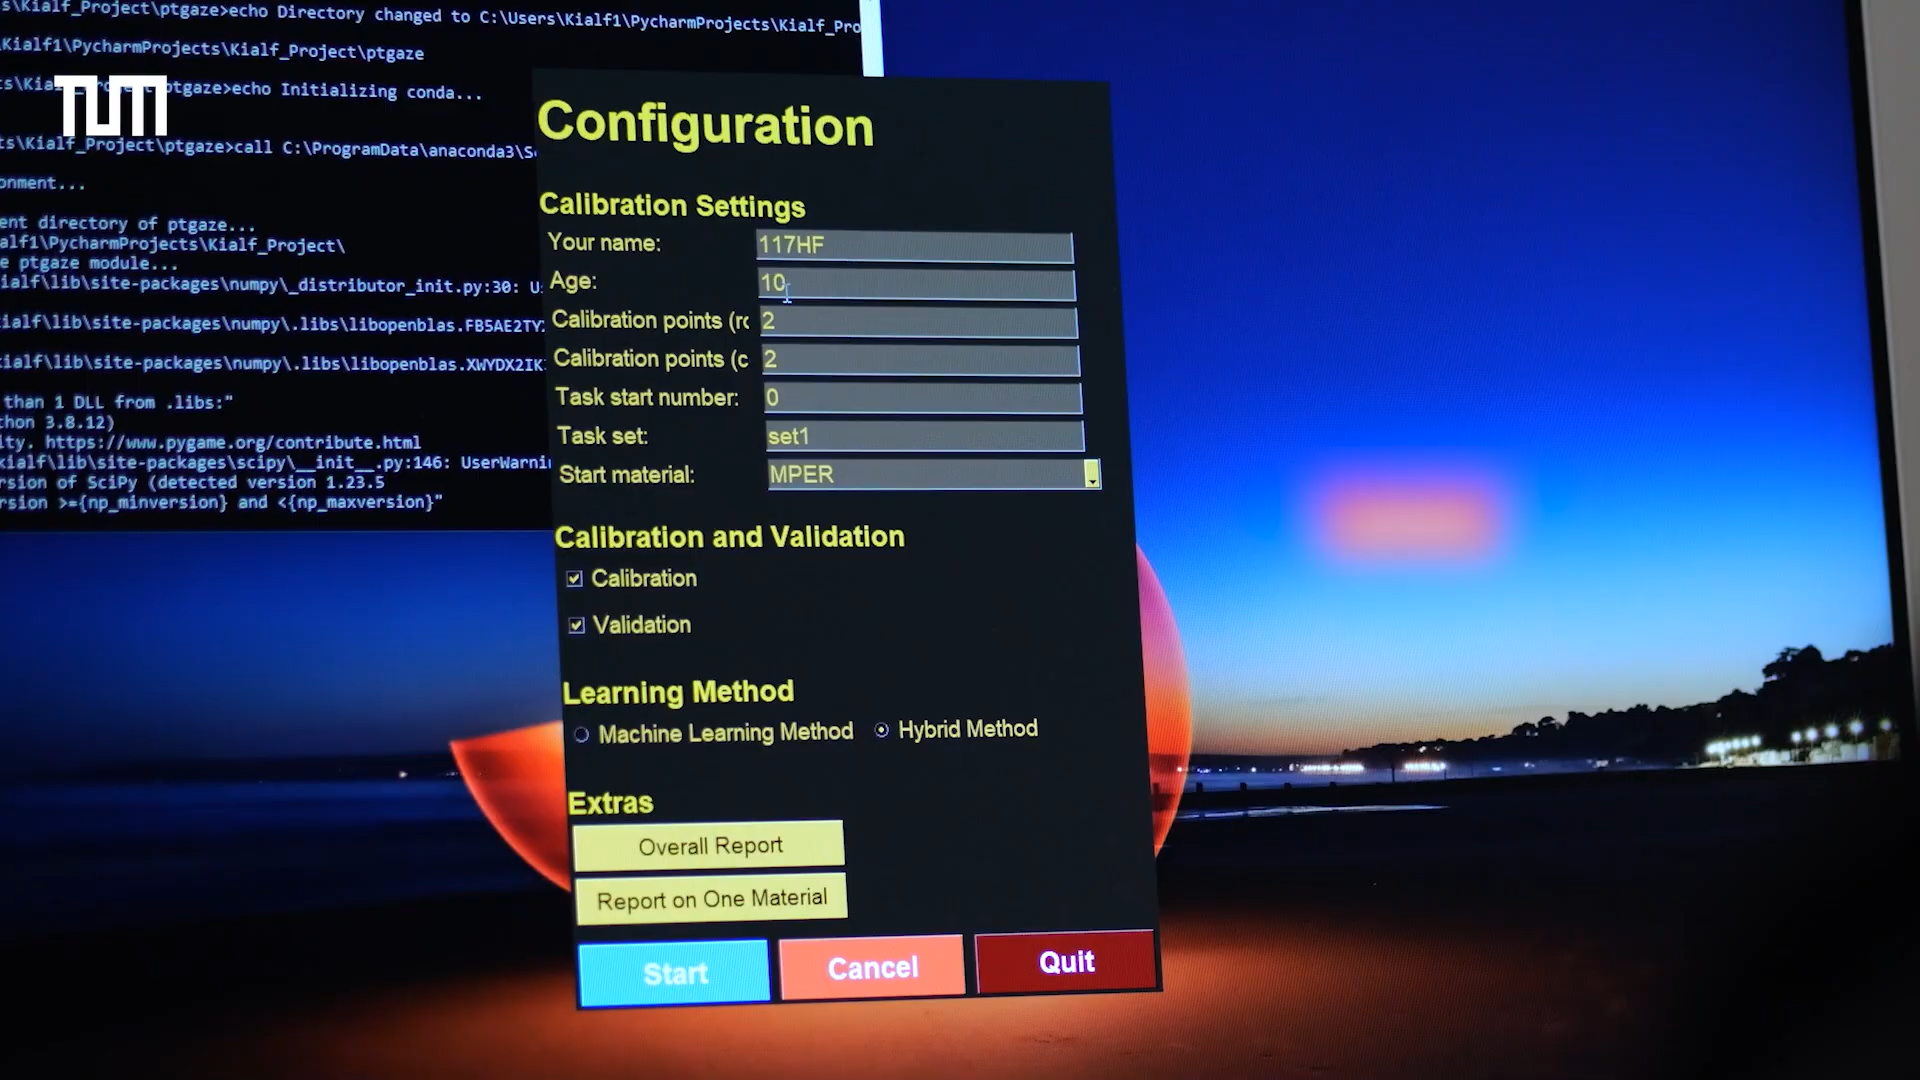 s\Kialf_Project\ptgaze>echo Directory changed to C:\Users\Kialf1\PycharmProjects\Kialf_Pro
Kialf1\PycharmProjects\Kialf_Project\ptgaze
ptgaze>echo Initializing conda...
ts\Kialf_Project\ptgaze>call C:\ProgramData\anaconda3\S
onment...
ent directory of ptgaze...
alf1\PycharmProjects\Kialf_Project\
e ptgaze module...
ialf\lib\site-packages\numpy\_distributor_init.py:30: U
ialf\lib\site-packages\numpy\.libs\libopenblas.FB5AE2TY
kialf\lib\site-packages\numpy\.libs\libopenblas.XWYDX2IK
than 1 DLL from .libs:"
thon 3.8.12)
ity. https://www.pygame.org/contribute.html
kialf\lib\site-packages\scipy\__init__.py:146: UserWarni
rsion of SciPy (detected version 1.23.5
ersion >={np_minversion} and <{np_maxversion}"
TUM
Configuration
Calibration Settings
Your name: 117HF
Age: 10
Calibration points (ro 2
Calibration points (c 2
Task start number: 0
Task set: set1
Start material: MPER
Calibration and Validation
Calibration
Validation
Learning Method
Machine Learning Method Hybrid Method
Extras
Overall Report
Report on One Material
Start Cancel Quit